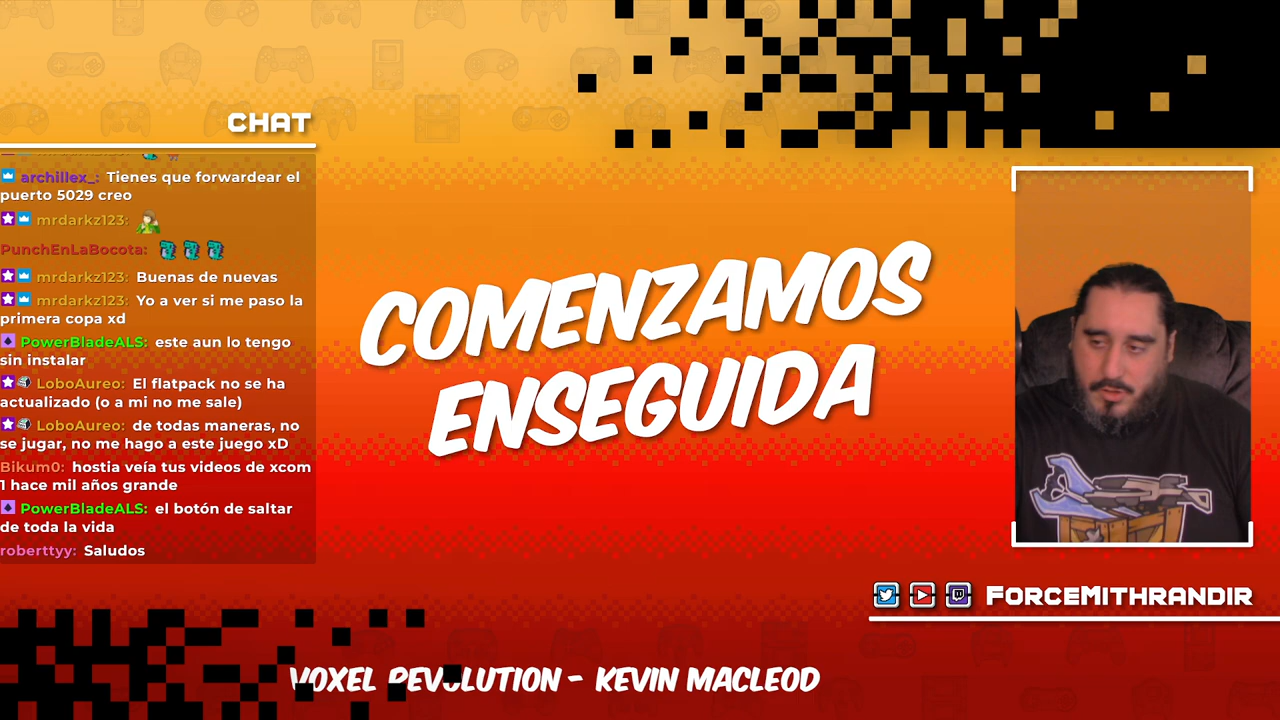 CHAT
archillex_: Tienes que forwardear el
puerto 5029 creo
mrdarkz123:
PunchEnLaBocota:
mrdarkz123: Buenas de nuevas
mrdarkz123: Yo a ver si me paso la
primera copa xd
PowerBladeALS: este aun lo tengo
sin instalar
LoboAureo: El flatpack no se ha
actualizado (o a mi no me sale)
LoboAureo: de todas maneras, no
se jugar, no me hago a este juego xD
Bikum0: hostia veía tus videos de xcom
1 hace mil años grande
PowerBladeALS: el botón de saltar
de toda la vida
roberttyy: Saludos
COMENZAMOS
ENSEGUIDA
FORCEMITHRANDIR
VOXEL REVOLUTION - KEVIN MACLEOD